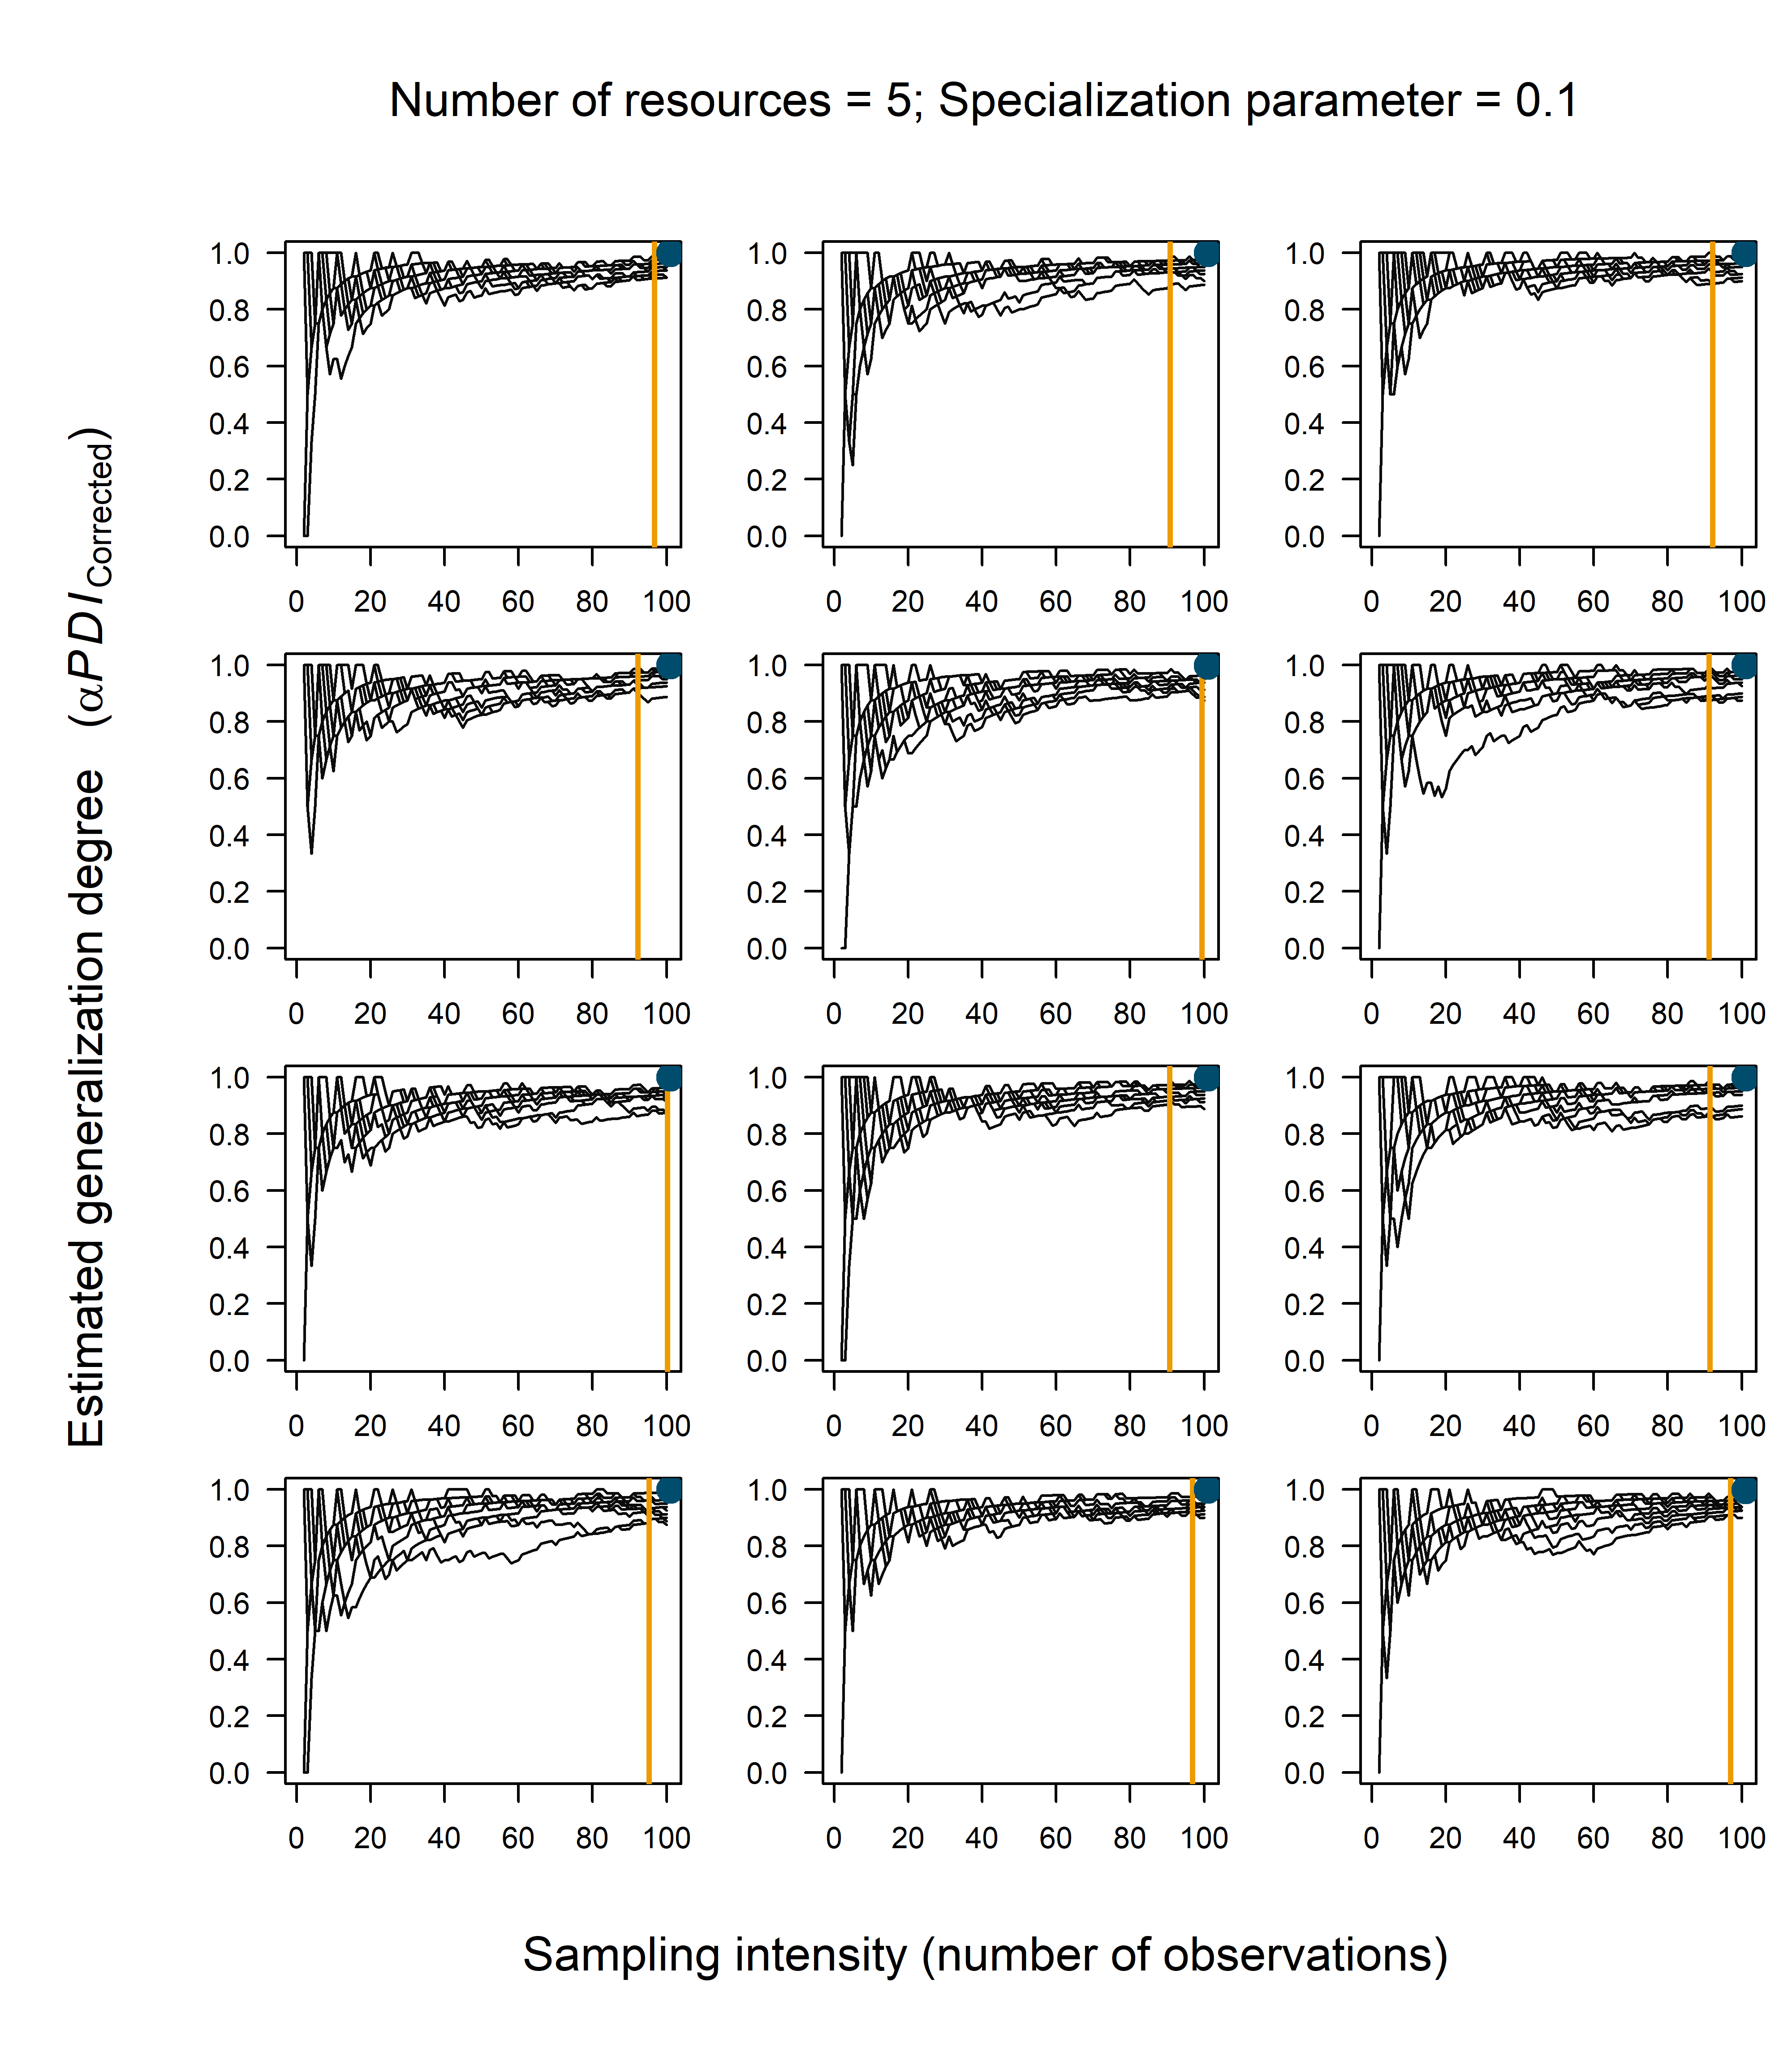 Number of resources = 5; Specialization parameter = 0.1
Estimated generalization degree (αPDI Corrected)
1.0 1.0 1.0
0.8 0.8 0.8
0.6 0.6 0.6
0.4 0.4 0.4
0.2 0.2 0.2
0.0 0.0 0.0
0 20 40 60 80 100 0 20 40 60 80 100 0 20 40 60 80 100
1.0 1.0 1.0
0.8 0.8 0.8
0.6 0.6 0.6
0.4 0.4 0.4
0.2 0.2 0.2
0.0 0.0 0.0
0 20 40 60 80 100 0 20 40 60 80 100 0 20 40 60 80 100
1.0 1.0 1.0
0.8 0.8 0.8
0.6 0.6 0.6
0.4 0.4 0.4
0.2 0.2 0.2
0.0 0.0 0.0
0 20 40 60 80 100 0 20 40 60 80 100 0 20 40 60 80 100
1.0 1.0 1.0
0.8 0.8 0.8
0.6 0.6 0.6
0.4 0.4 0.4
0.2 0.2 0.2
0.0 0.0 0.0
0 20 40 60 80 100 0 20 40 60 80 100 0 20 40 60 80 100
Sampling intensity (number of observations)